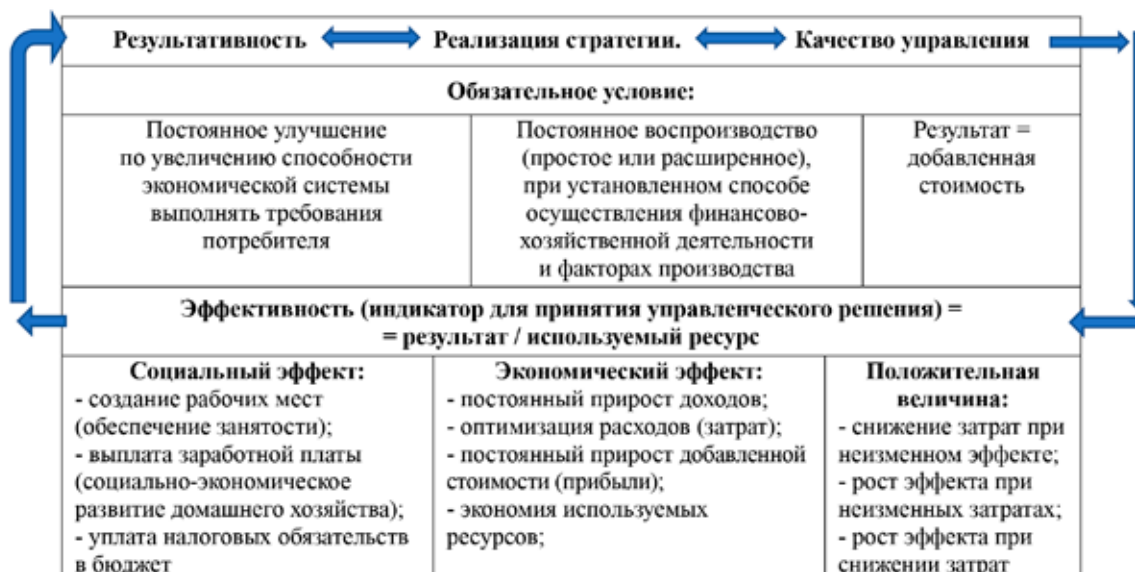 Результативность Реализация стратегии. Качество управления
Обязательное условие:
Постоянное улучшение
по увеличению способности
экономической системы
выполнять требования
потребителя
Постоянное воспроизводство
(простое или расширенное),
при установленном способе
осуществления финансово-
хозяйственной деятельности
и факторах производства
Результат =
добавленная
стоимость
Эффективность (индикатор для принятия управленческого решения) =
= результат / используемый ресурс
Социальный эффект:
- создание рабочих мест
(обеспечение занятости);
- выплата заработной платы
(социально-экономическое
развитие домашнего хозяйства);
- уплата налоговых обязательств
в бюджет
Экономический эффект:
- постоянный прирост доходов;
- оптимизация расходов (затрат);
- постоянный прирост добавленной
стоимости (прибыли);
- экономия используемых
ресурсов;
Положительная
величина:
- снижение затрат при
неизменном эффекте;
- рост эффекта при
неизменных затратах;
- рост эффекта при
снижении затрат